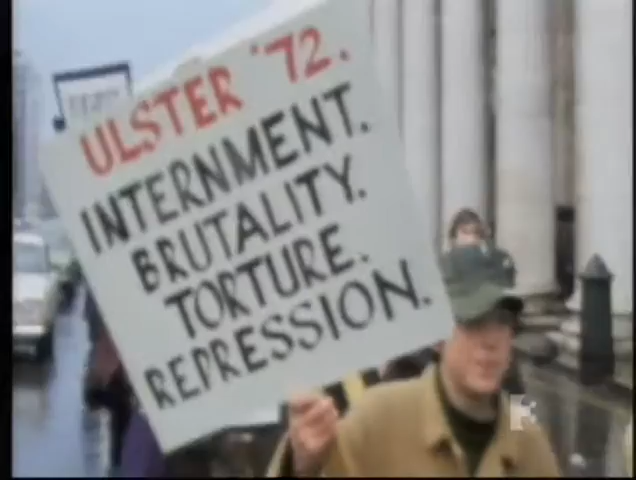 ULSTER '72.
INTERNMENT.
BRUTALITY.
TORTURE.
REPRESSION.